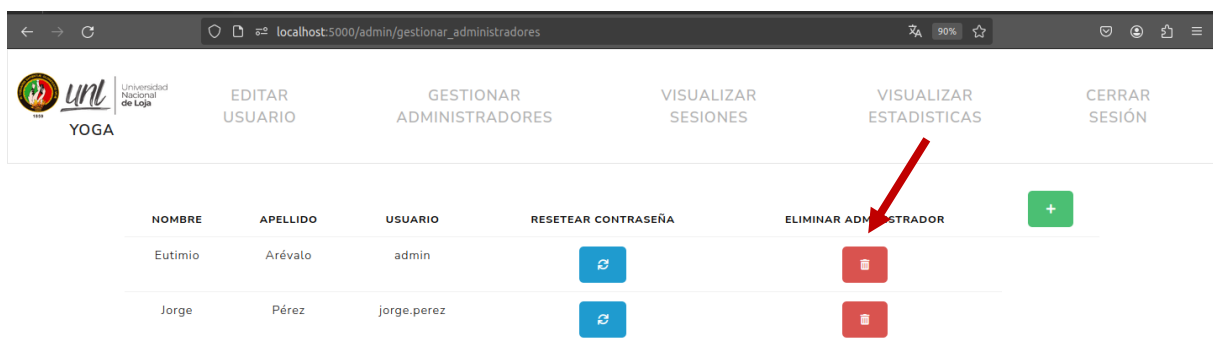 localhost:5000/admin/gestionar_administradores
90%
unl
Universidad
Nacional
de Loja
1859
YOGA
EDITAR
USUARIO
GESTIONAR
ADMINISTRADORES
VISUALIZAR
SESIONES
VISUALIZAR
ESTADISTICAS
CERRAR
SESIÓN
NOMBRE APELLIDO USUARIO RESETEAR CONTRASEÑA ELIMINAR ADMINISTRADOR
+
Eutimio Arévalo admin
Jorge Pérez jorge.perez